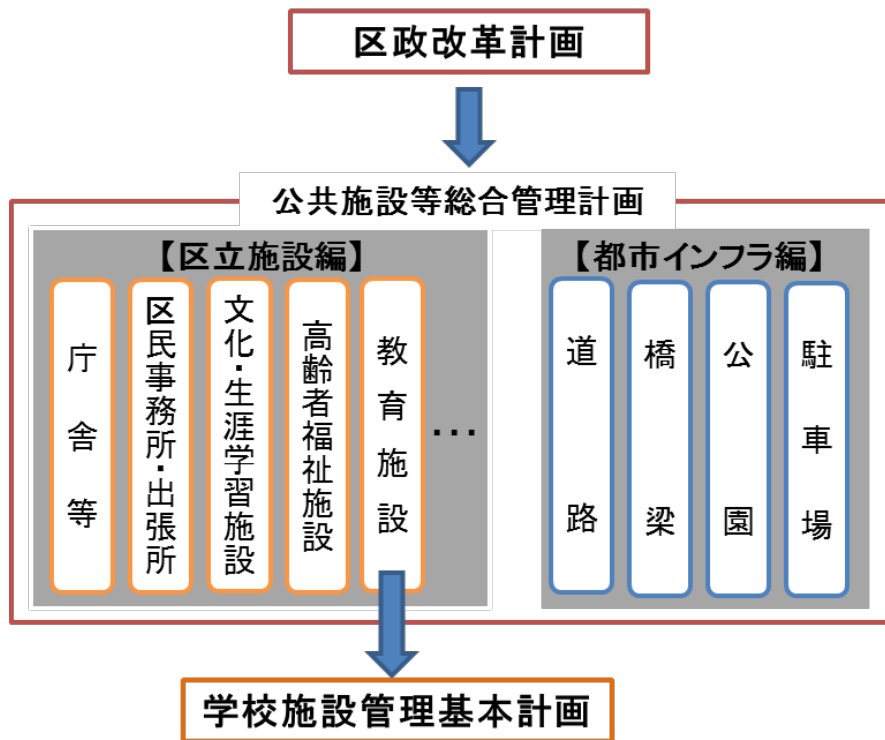 区政改革計画
公共施設等総合管理計画
【区立施設編】
庁舎等
区民事務所・出張所
文化・生涯学習施設
高齢者福祉施設
教育施設
…
【都市インフラ編】
道路
橋梁
公園
駐車場
学校施設管理基本計画